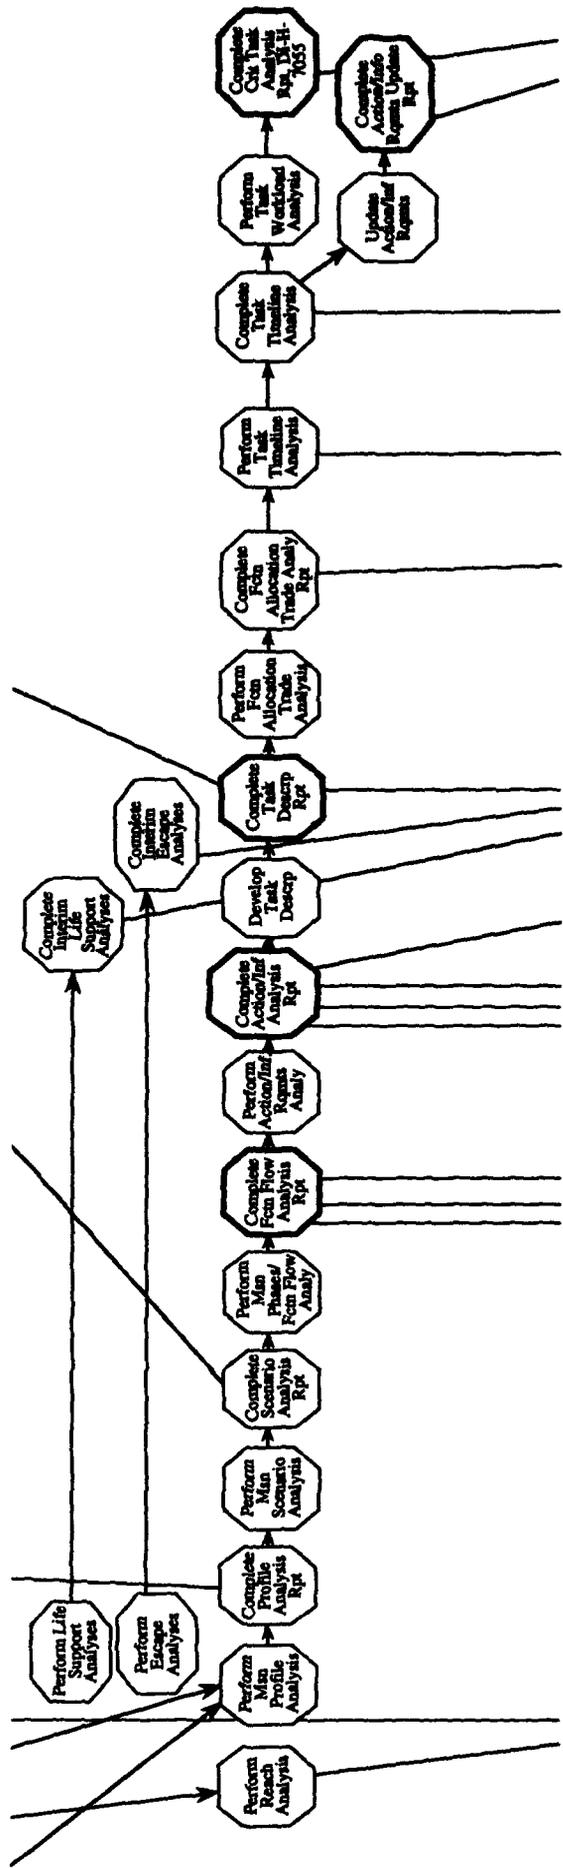 Perform
Reach
Analysis
Perform
Msn
Profile
Analysis
Perform Life
Support
Analyses
Perform
Escape
Analyses
Complete
Profile
Analysis
Rpt
Perform
Msn
Scenario
Analysis
Complete
Scenario
Analysis
Rpt
Perform
Msn
Phases/
Fctn Flow
Analy
Complete
Fctn Flow
Analysis
Rpt
Perform
Action/Inf
Rqmts
Analy
Complete
Action/Inf
Analysis
Rpt
Complete
Interim
Life
Support
Analyses
Develop
Task
Descrp
Complete
Interim
Escape
Analyses
Complete
Task
Descrp
Rpt
Perform
Fctn
Allocation
Trade
Analysis
Complete
Fctn
Allocation
Trade Analy
Rpt
Perform
Task
Timeline
Analysis
Complete
Task
Timeline
Analysis
Perform
Task
Workload
Analysis
Update
Action/Inf
Rqmts
Complete
Crit Task
Analysis
Rpt, DI-H-
7055
Complete
Action/Info
Rqmts Update
Rpt